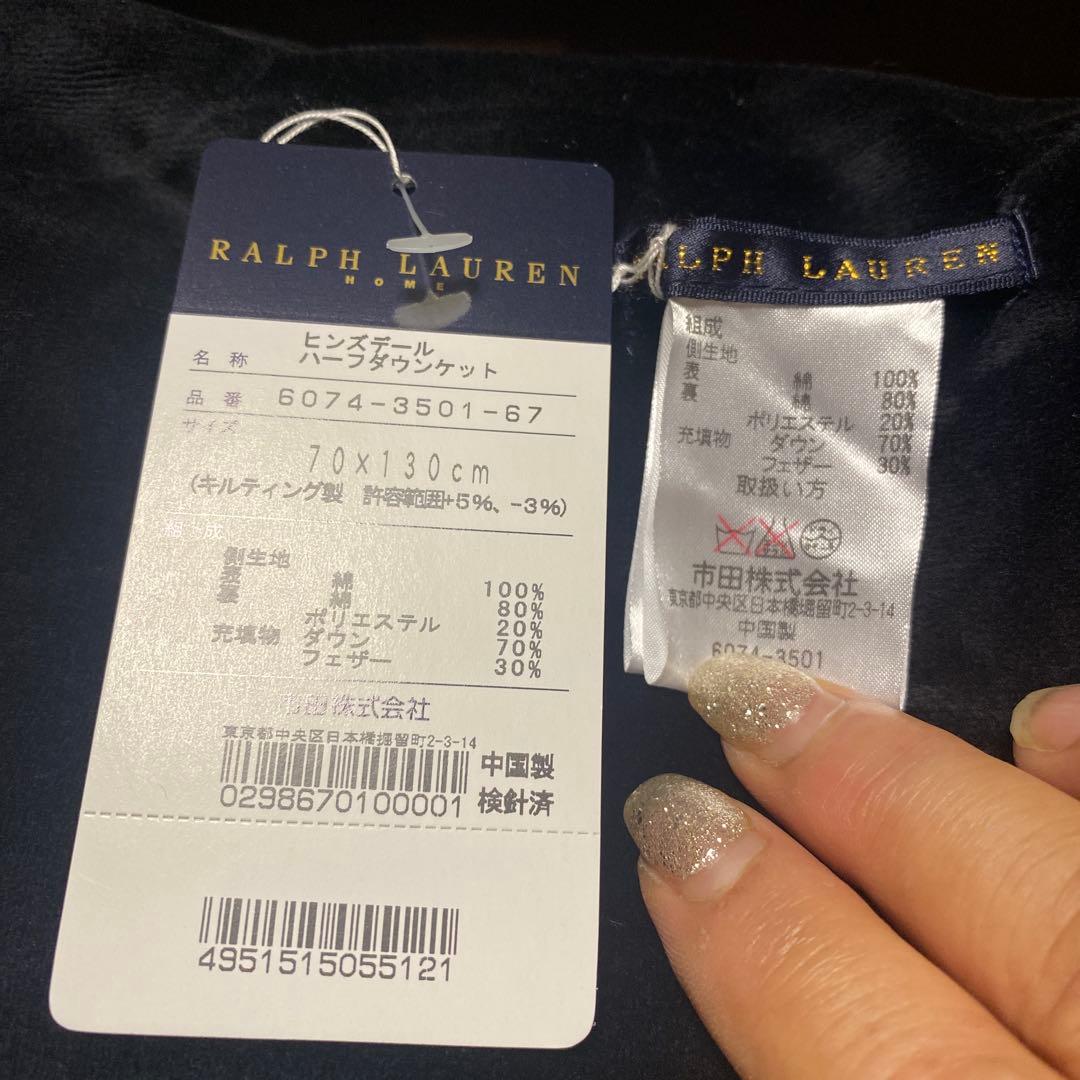 RALPH LAUREN
HOME
名称 ヒンズデール
ハーフダウンケット
品番 6074-3501-67
サイズ
70×130cm
(キルティング製 許容範囲+5%、-3%)
組成
側生地
表 綿 100%
裏 綿 80%
ポリエステル 20%
充填物 ダウン 70%
フェザー 30%
市田株式会社
東京都中央区日本橋堀留町2-3-14
中国製
0298670100001 検針済
4951515055121
ALPH LAUREN
組成
側生地
表 綿 100%
裏 綿 80%
ポリエステル 20%
充填物 ダウン 70%
フェザー 30%
取扱い方
市田株式会社
東京都中央区日本橋堀留町2-3-14
中国製
6074-3501